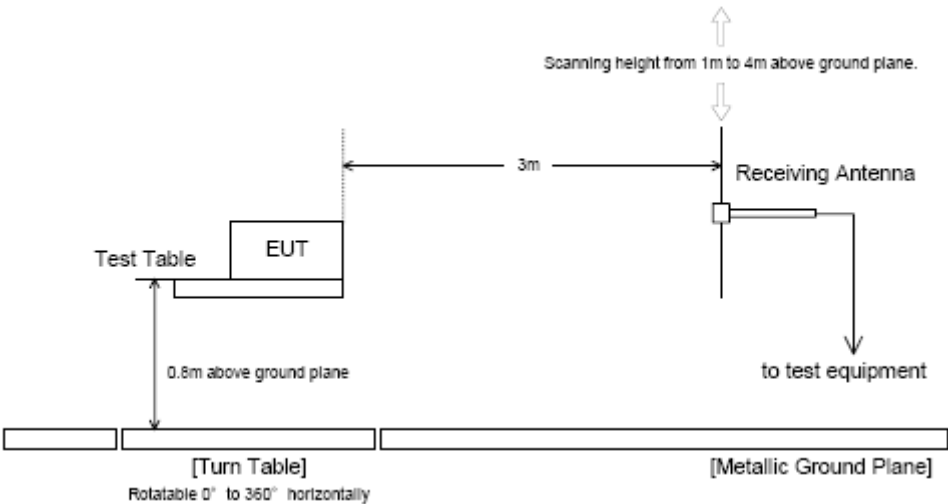 Scanning height from 1m to 4m above ground plane.
3m
Receiving Antenna
EUT
Test Table
0.8m above ground plane
to test equipment
[Turn Table]
[Metallic Ground Plane]
Rotatable 0° to 360° horizontally